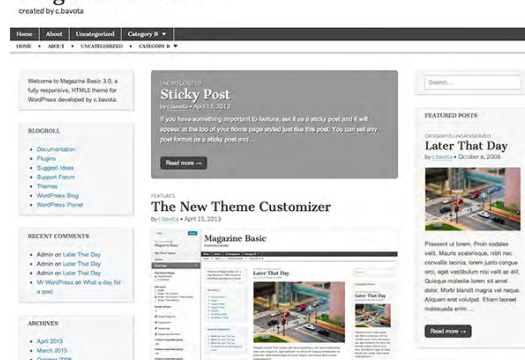 created by c.bavota
Home About Uncategorized Category B ▼
HOME • ABOUT • UNCATEGORIZED • CATEGORY B ▼
Welcome to Magazine Basic 3.0, a
fully responsive, HTML5 theme for
WordPress developed by c.bavota.
BLOGROLL
Documentation
Plugins
Suggest Ideas
Support Forum
Themes
WordPress Blog
WordPress Planet
RECENT COMMENTS
Admin on Later That Day
Admin on Later That Day
Admin on Later That Day
Mr WordPress on What a day for
a post
ARCHIVES
April 2013
March 2013
October 2008
UNCATEGORIZED
Sticky Post
by c.bavota • April 15, 2013
If you have something important to feature, set it as a sticky post and it will
appear at the top of your home page styled just like this post. You can set any
post format as a sticky post and ...
Read more →
FEATURES
The New Theme Customizer
by c.bavota • April 15, 2013
Magazine Basic
Later That Day
Search...
FEATURED POSTS
CATEGORY B, UNCATEGORIZED
Later That Day
by c.bavota • October 6, 2008
Praesent ut lorem. Proin sodales
velit. Mauris scelerisque, nibh nec
convallis lacinia, lorem justo congue
orci, eget vestibulum nisi velit ac elit.
Quisque molestie lorem sit amet
dolor. Morbi blandit magna vel neque.
Aliquam erat volutpat. Etiam laoreet
malesuada enim. ...
Read more →